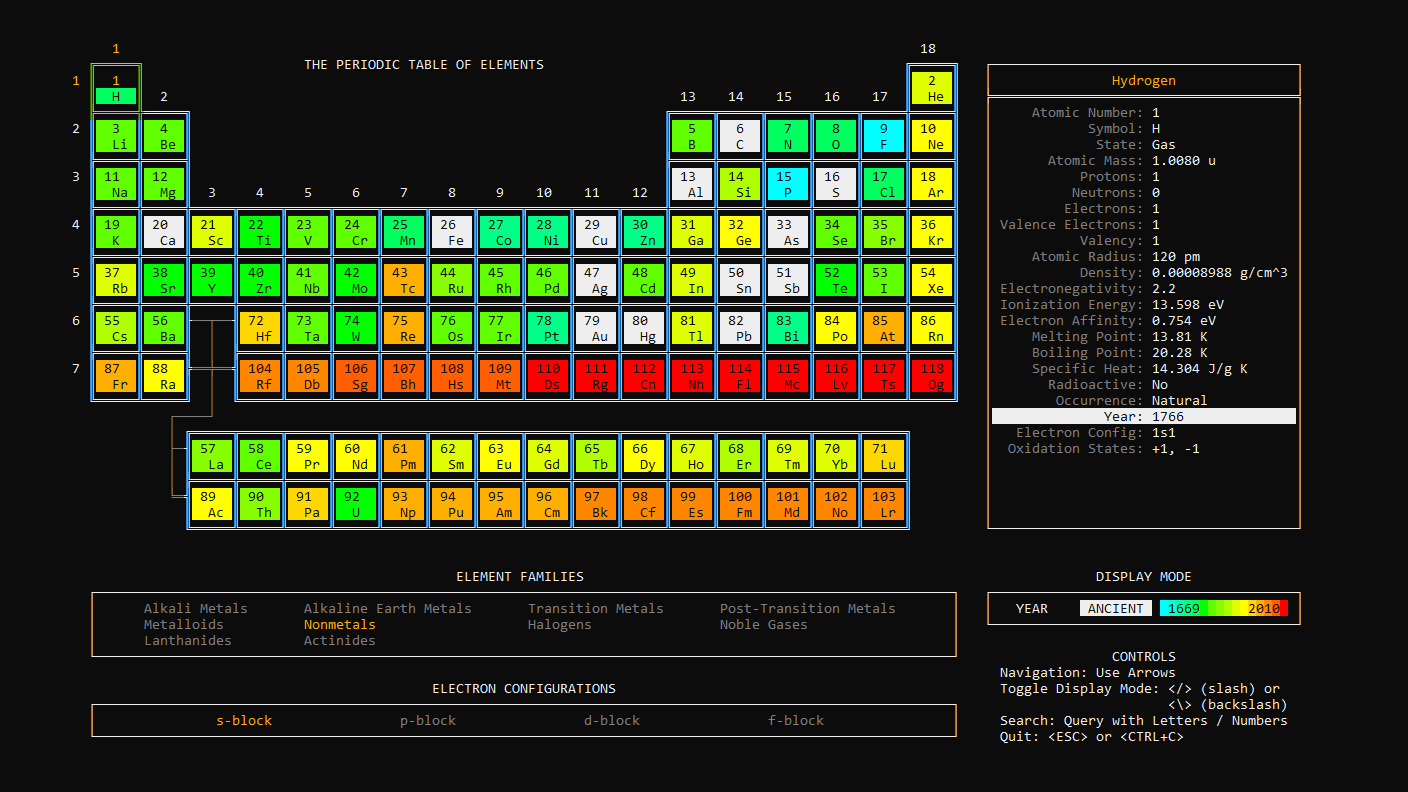 1 18
THE PERIODIC TABLE OF ELEMENTS
1 1 2
H 2 13 14 15 16 17 He
2 3 4 5 6 7 8 9 10
Li Be B C N O F Ne
3 11 12 13 14 15 16 17 18
Na Mg Al Si P S Cl Ar
3 4 5 6 7 8 9 10 11 12
4 19 20 21 22 23 24 25 26 27 28 29 30 31 32 33 34 35 36
K Ca Sc Ti V Cr Mn Fe Co Ni Cu Zn Ga Ge As Se Br Kr
5 37 38 39 40 41 42 43 44 45 46 47 48 49 50 51 52 53 54
Rb Sr Y Zr Nb Mo Tc Ru Rh Pd Ag Cd In Sn Sb Te I Xe
6 55 56 72 73 74 75 76 77 78 79 80 81 82 83 84 85 86
Cs Ba Hf Ta W Re Os Ir Pt Au Hg Tl Pb Bi Po At Rn
7 87 88 104 105 106 107 108 109 110 111 112 113 114 115 116 117 118
Fr Ra Rf Db Sg Bh Hs Mt Ds Rg Cn Nh Fl Mc Lv Ts Og
57 58 59 60 61 62 63 64 65 66 67 68 69 70 71
La Ce Pr Nd Pm Sm Eu Gd Tb Dy Ho Er Tm Yb Lu
89 90 91 92 93 94 95 96 97 98 99 100 101 102 103
Ac Th Pa U Np Pu Am Cm Bk Cf Es Fm Md No Lr
Hydrogen
Atomic Number: 1
Symbol: H
State: Gas
Atomic Mass: 1.0080 u
Protons: 1
Neutrons: 0
Electrons: 1
Valence Electrons: 1
Valency: 1
Atomic Radius: 120 pm
Density: 0.00008988 g/cm^3
Electronegativity: 2.2
Ionization Energy: 13.598 eV
Electron Affinity: 0.754 eV
Melting Point: 13.81 K
Boiling Point: 20.28 K
Specific Heat: 14.304 J/g K
Radioactive: No
Occurrence: Natural
Year: 1766
Electron Config: 1s1
Oxidation States: +1, -1
ELEMENT FAMILIES
Alkali Metals Alkaline Earth Metals Transition Metals Post-Transition Metals
Metalloids Nonmetals Halogens Noble Gases
Lanthanides Actinides
ELECTRON CONFIGURATIONS
s-block p-block d-block f-block
DISPLAY MODE
YEAR ANCIENT 1669 2010
CONTROLS
Navigation: Use Arrows
Toggle Display Mode: </> (slash) or
<\> (backslash)
Search: Query with Letters / Numbers
Quit: <ESC> or <CTRL+C>